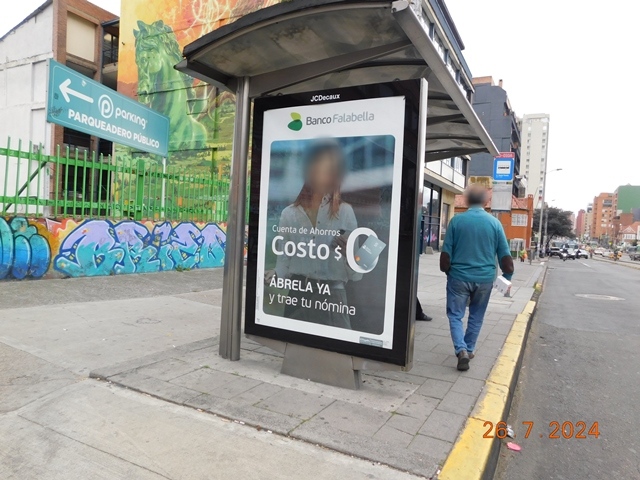 JCDecaux
Banco Falabella
parking
PARQUEADERO PÚBLICO
Cuenta de Ahorros
Costo $0
ÁBRELA YA
y trae tu nómina
26.7.2024